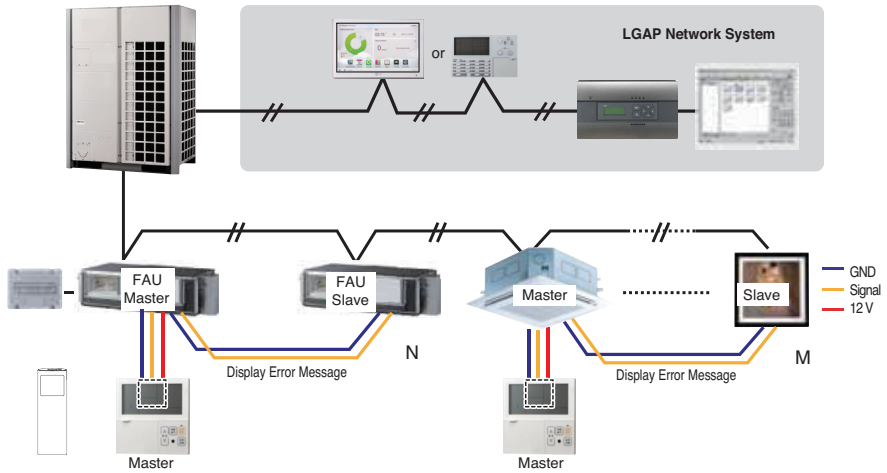 LGAP Network System
or
FAU
Master
FAU
Slave
Master
Slave
GND
Signal
12 V
N
M
Display Error Message
Display Error Message
Master
Master